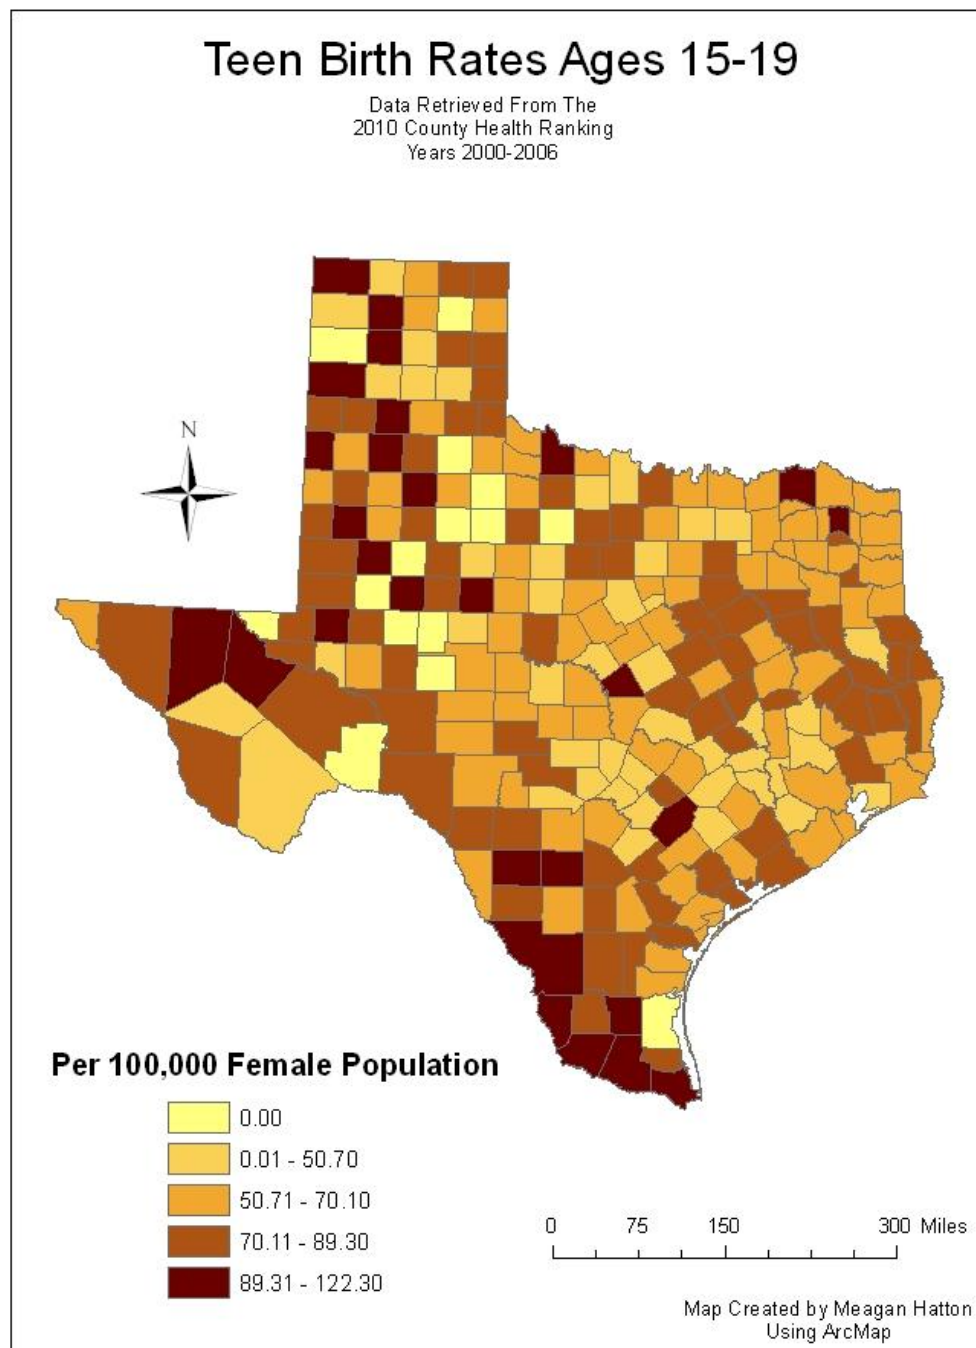 Teen Birth Rates Ages 15-19
Data Retrieved From The
2010 County Health Ranking
Years 2000-2006
N
Per 100,000 Female Population
0.00
0.01 - 50.70
50.71 - 70.10
70.11 - 89.30
89.31 - 122.30
0 75 150 300 Miles
Map Created by Meagan Hatton
Using ArcMap